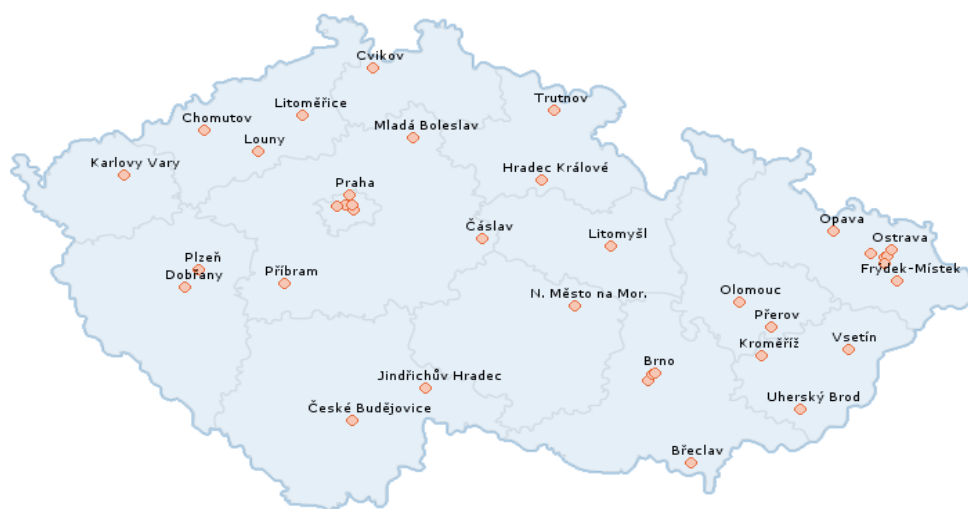 Cvikov
Trutnov
Litoměřice
Chomutov
Mladá Boleslav
Louny
Karlovy Vary
Hradec Králové
Praha
Opava
Čáslav
Litomyšl
Ostrava
Plzeň
Dobřany
Příbram
Frýdek-Místek
N. Město na Mor.
Olomouc
Přerov
Kroměříž
Vsetín
Brno
Jindřichův Hradec
Uherský Brod
České Budějovice
Břeclav